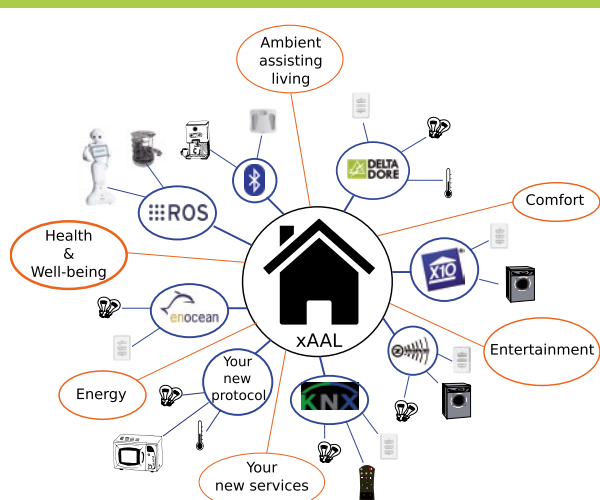 Ambient
assisting
living
DELTA
DORE
ROS
Comfort
Health
&
Well-being
X10
enocean
xAAL
Entertainment
Your
new
protocol
Energy
KNX
Your
new services